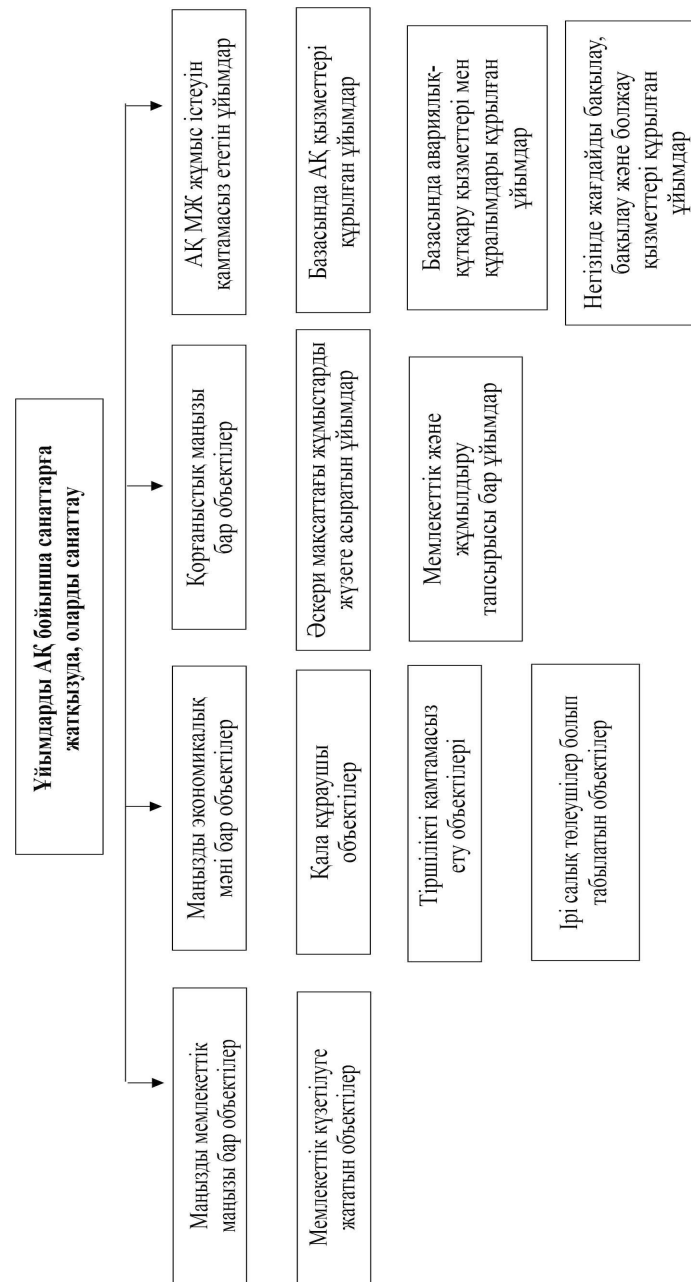 Ұйымдарды АҚ бойынша санаттарға
жатқызуда, оларды санаттау
Маңызды мемлекеттік
маңызы бар объектілер
Мемлекеттік күзетілуге
жататын объектілер
Маңызды экономикалық
мәні бар объектілер
Қала құраушы
объектілер
Тіршілікті қамтамасыз
ету объектілері
Ірі салық төлеушілер болып
табылатын объектілер
Қорғаныстық маңызы
бар объектілер
Әскери мақсаттағы жұмыстарды
жүзеге асыратын ұйымдар
Мемлекеттік және
жұмылдыру
тапсырысы бар ұйымдар
АҚ МЖ жұмыс істеуін
қамтамасыз ететін ұйымдар
Базасында АҚ қызметтері
құрылған ұйымдар
Базасында авариялық-
құтқару қызметтері мен
құралымдары құрылған
ұйымдар
Негізінде жағдайды бақылау,
бақылау және болжау
қызметтері құрылған
ұйымдар